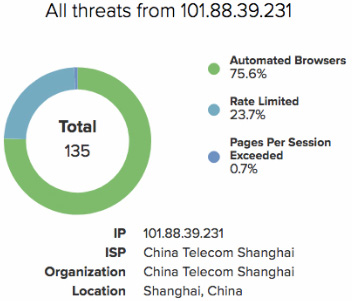 All threats from 101.88.39.231
Automated Browsers
75.6%
Rate Limited
23.7%
Pages Per Session
Exceeded
0.7%
Total
135
IP 101.88.39.231
ISP China Telecom Shanghai
Organization China Telecom Shanghai
Location Shanghai, China